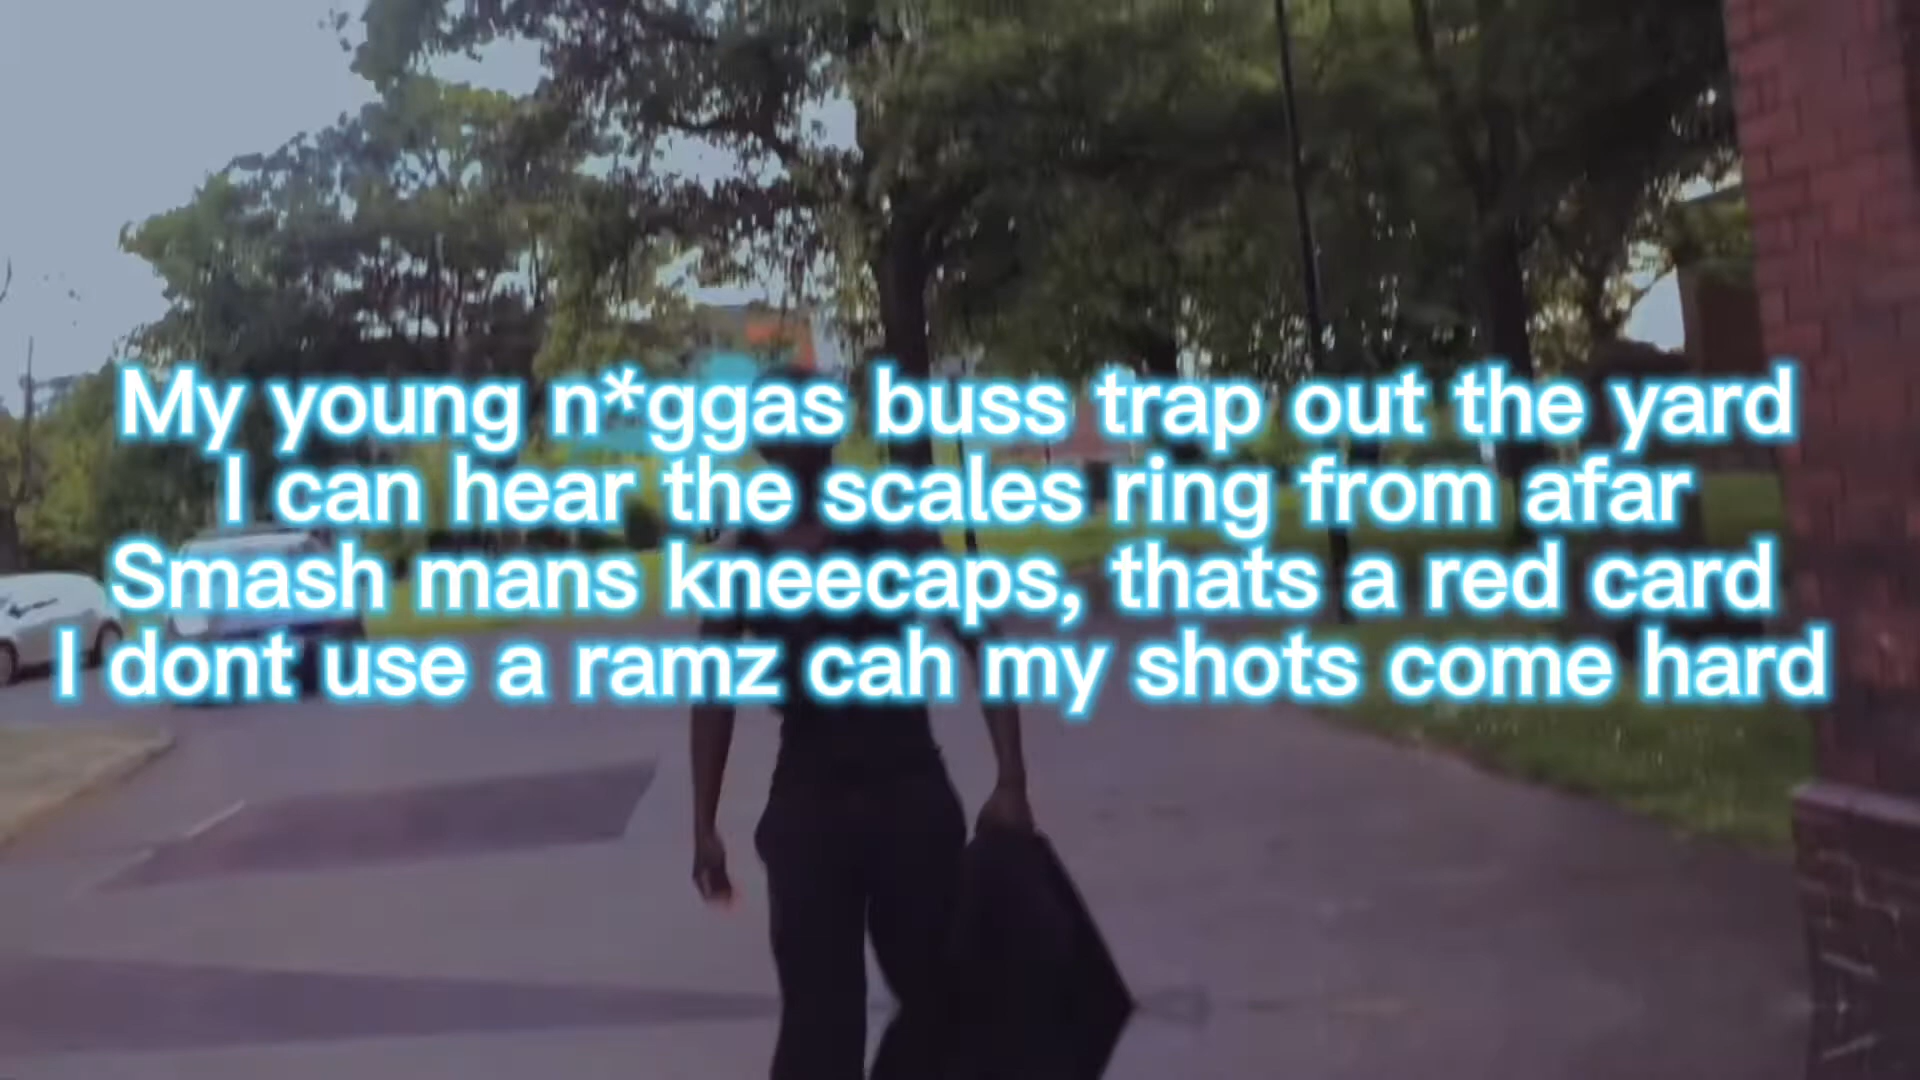 My young n*ggas buss trap out the yard
I can hear the scales ring from afar
Smash mans kneecaps, thats a red card
I dont use a ramz cah my shots come hard